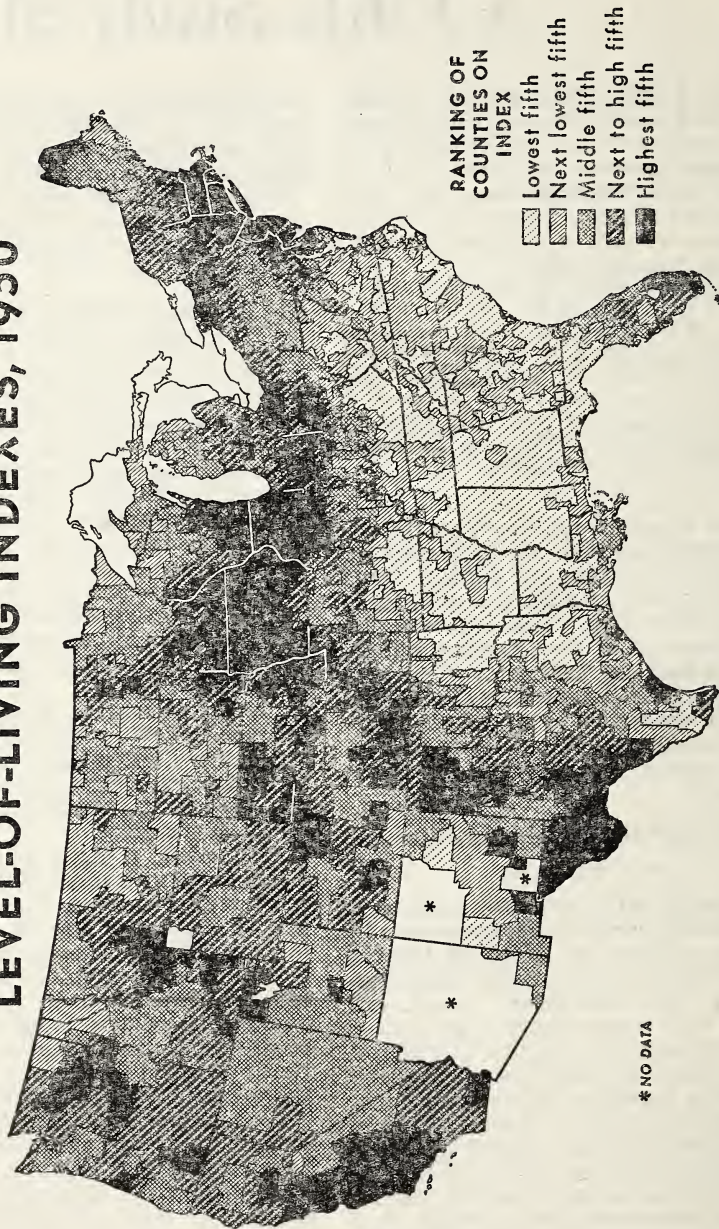 LEVEL-OF-LIVING INDEXES, 1930
RANKING OF
COUNTIES ON
INDEX
Lowest fifth
Next lowest fifth
Middle fifth
Next to high fifth
Highest fifth
*
*
*
* NO DATA